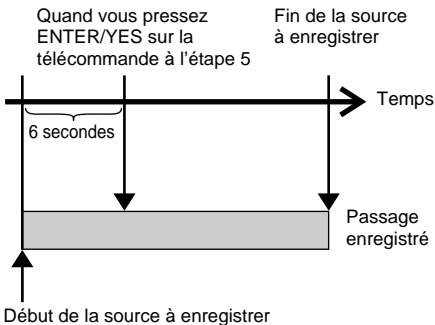 Quand vous pressez
ENTER/YES sur la
télécommande à l'étape 5
Fin de la source
à enregistrer
Temps
6 secondes
Passage
enregistré
Début de la source à enregistrer